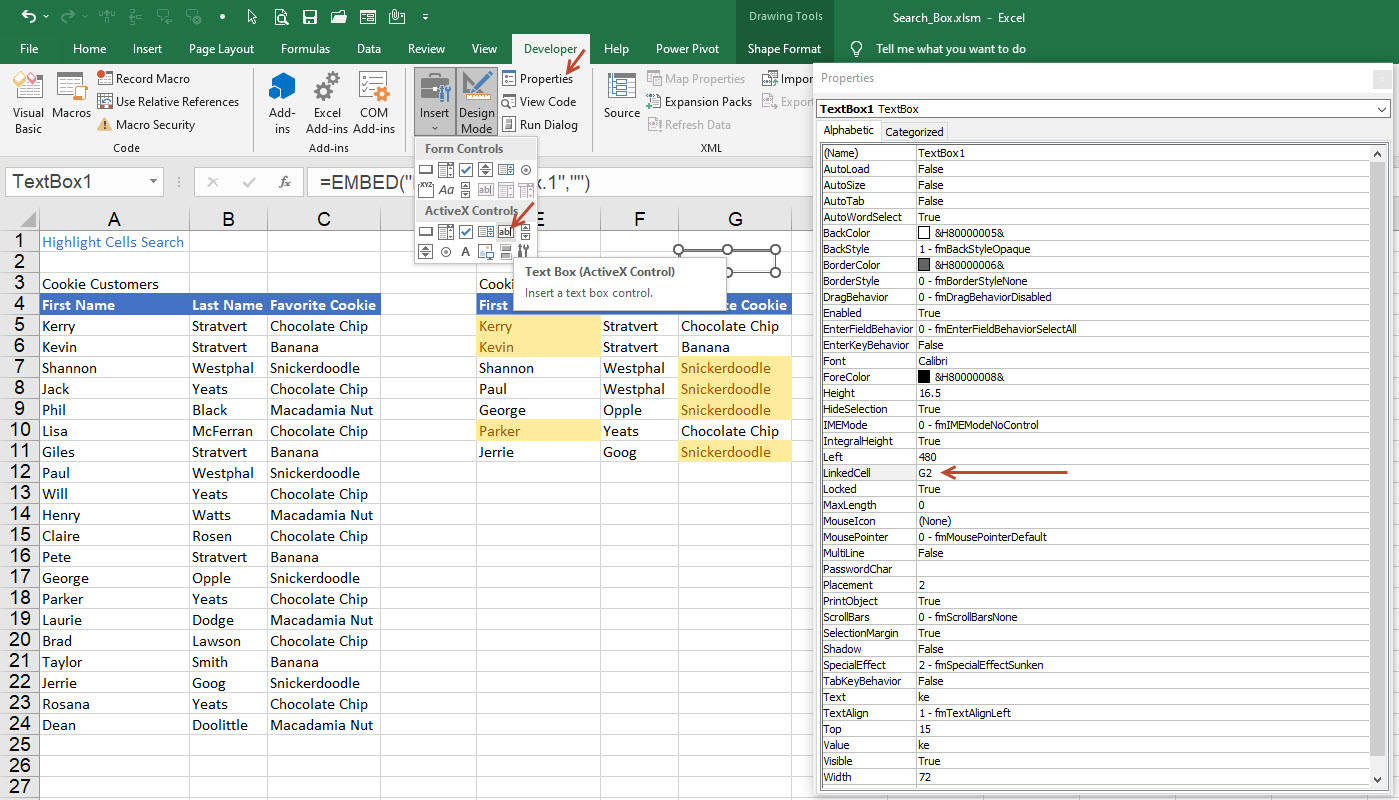 Drawing Tools
Search_Box.xlsm - Excel
File Home Insert Page Layout Formulas Data Review View Developer Help Power Pivot Shape Format Tell me what you want to do
Visual Basic
Macros
Record Macro
Use Relative References
Macro Security
Code
Add-ins
Excel Add-ins
COM Add-ins
Add-ins
Insert
Design Mode
Properties
View Code
Run Dialog
Source
Map Properties
Expansion Packs
Refresh Data
Impor
Expor
XML
Form Controls
XYZ Aa ab|
ActiveX Controls
ab|
A
Text Box (ActiveX Control)
Insert a text box control.
TextBox1 fx =EMBED(" x.1","")
A B C E F G
1 Highlight Cells Search
2
3 Cookie Customers Cooki
4 First Name Last Name Favorite Cookie First te Cookie
5 Kerry Stratvert Chocolate Chip Kerry Stratvert Chocolate Chip
6 Kevin Stratvert Banana Kevin Stratvert Banana
7 Shannon Westphal Snickerdoodle Shannon Westphal Snickerdoodle
8 Jack Yeats Chocolate Chip Paul Westphal Snickerdoodle
9 Phil Black Macadamia Nut George Opple Snickerdoodle
10 Lisa McFerran Chocolate Chip Parker Yeats Chocolate Chip
11 Giles Stratvert Banana Jerrie Goog Snickerdoodle
12 Paul Westphal Snickerdoodle
13 Will Yeats Chocolate Chip
14 Henry Watts Macadamia Nut
15 Claire Rosen Chocolate Chip
16 Pete Stratvert Banana
17 George Opple Snickerdoodle
18 Parker Yeats Chocolate Chip
19 Laurie Dodge Macadamia Nut
20 Brad Lawson Chocolate Chip
21 Taylor Smith Banana
22 Jerrie Goog Snickerdoodle
23 Rosana Yeats Chocolate Chip
24 Dean Doolittle Macadamia Nut
25
26
27
Properties
TextBox1 TextBox
Alphabetic Categorized
(Name) TextBox1
AutoLoad False
AutoSize False
AutoTab False
AutoWordSelect True
BackColor &H80000005&
BackStyle 1 - fmBackStyleOpaque
BorderColor &H80000006&
BorderStyle 0 - fmBorderStyleNone
DragBehavior 0 - fmDragBehaviorDisabled
Enabled True
EnterFieldBehavior 0 - fmEnterFieldBehaviorSelectAll
EnterKeyBehavior False
Font Calibri
ForeColor &H80000008&
Height 16.5
HideSelection True
IMEMode 0 - fmIMEModeNoControl
IntegralHeight True
Left 480
LinkedCell G2
Locked True
MaxLength 0
MouseIcon (None)
MousePointer 0 - fmMousePointerDefault
MultiLine False
PasswordChar
Placement 2
PrintObject True
ScrollBars 0 - fmScrollBarsNone
SelectionMargin True
Shadow False
SpecialEffect 2 - fmSpecialEffectSunken
TabKeyBehavior False
Text ke
TextAlign 1 - fmTextAlignLeft
Top 15
Value ke
Visible True
Width 72